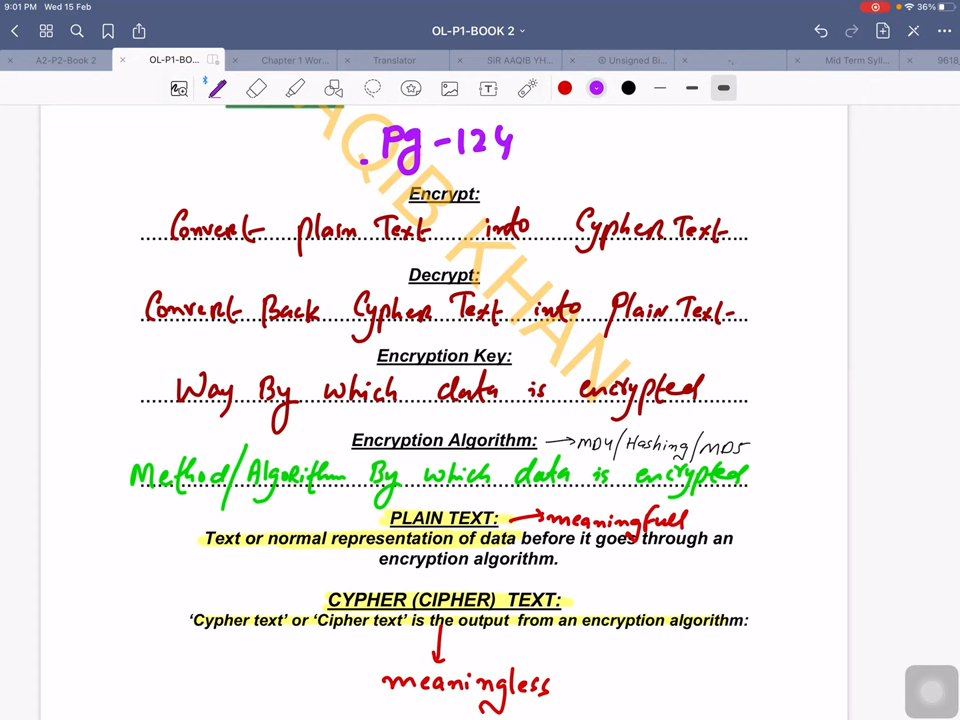 9:01 PM Wed 15 Feb
36%
OL-P1-BOOK 2
A2-P2-Book 2
OL-P1-BO...
Chapter 1 Wor...
Translator
SIR AAQIB YH...
Unsigned Bi...
Mid Term Syll...
9618_
AQIB KHAN
Pg-124
Encrypt:
Convert Plain Text into Cypher Text
Decrypt:
Convert Back Cypher Text into Plain Text
Encryption Key:
Way By which data is encrypted
Encryption Algorithm: → MD4/Hashing/MD5
Method/Algorithm By which data is encrypted
PLAIN TEXT: → meaningfull
Text or normal representation of data before it goes through an
encryption algorithm.
CYPHER (CIPHER) TEXT:
‘Cypher text’ or ‘Cipher text’ is the output from an encryption algorithm:
meaningless